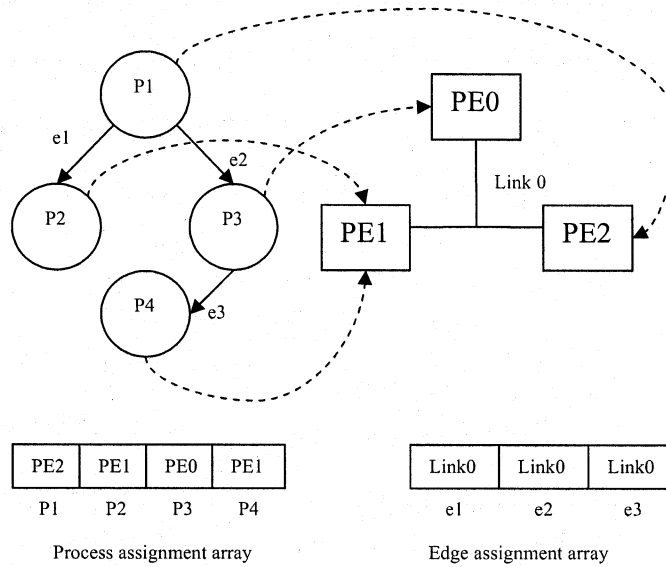 P1
PE0
e1
e2
Link 0
P2
P3
PE1
PE2
P4
e3
PE2 PE1 PE0 PE1
P1 P2 P3 P4
Process assignment array
Link0 Link0 Link0
e1 e2 e3
Edge assignment array